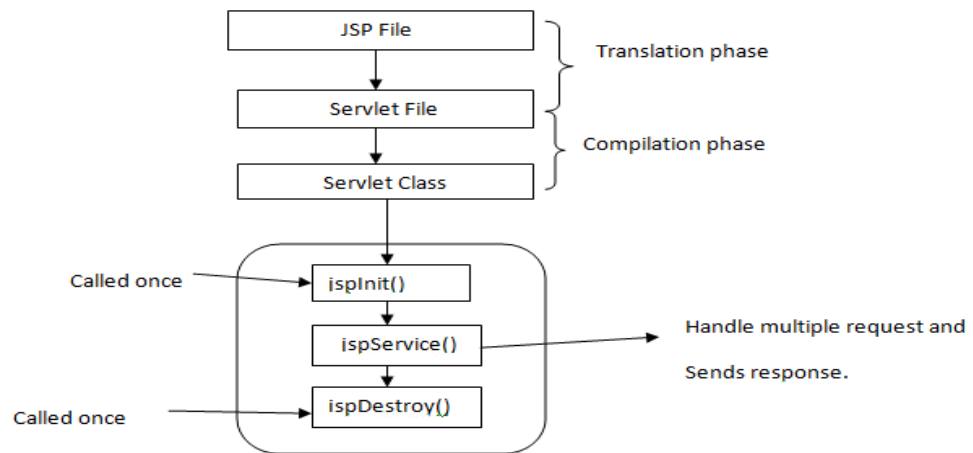 JSP File
Translation phase
Servlet File
Compilation phase
Servlet Class
Called once
jspInit()
jspService()
Handle multiple request and
Sends response.
jspDestroy()
Called once